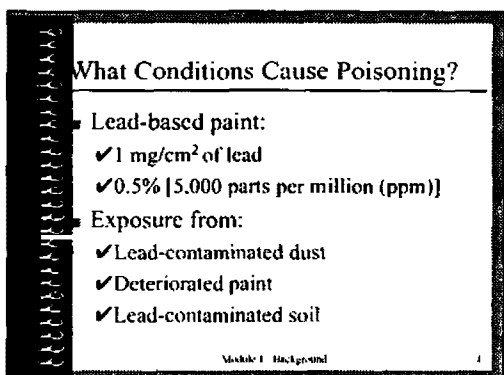 What Conditions Cause Poisoning?
Lead-based paint:
✔1 mg/cm² of lead
✔0.5% [5,000 parts per million (ppm)]
Exposure from:
✔Lead-contaminated dust
✔Deteriorated paint
✔Lead-contaminated soil
Module 1 Background